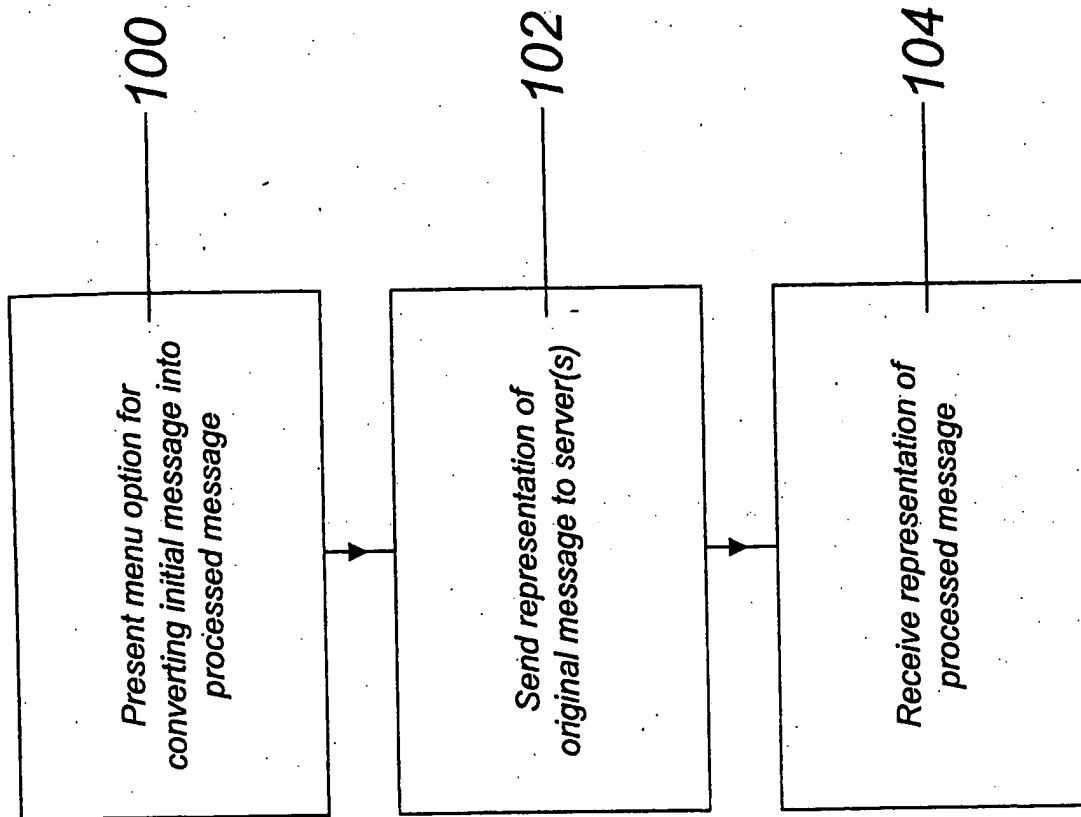 Present menu option for
converting initial message into
processed message
100
Send representation of
original message to server(s)
102
Receive representation of
processed message
104